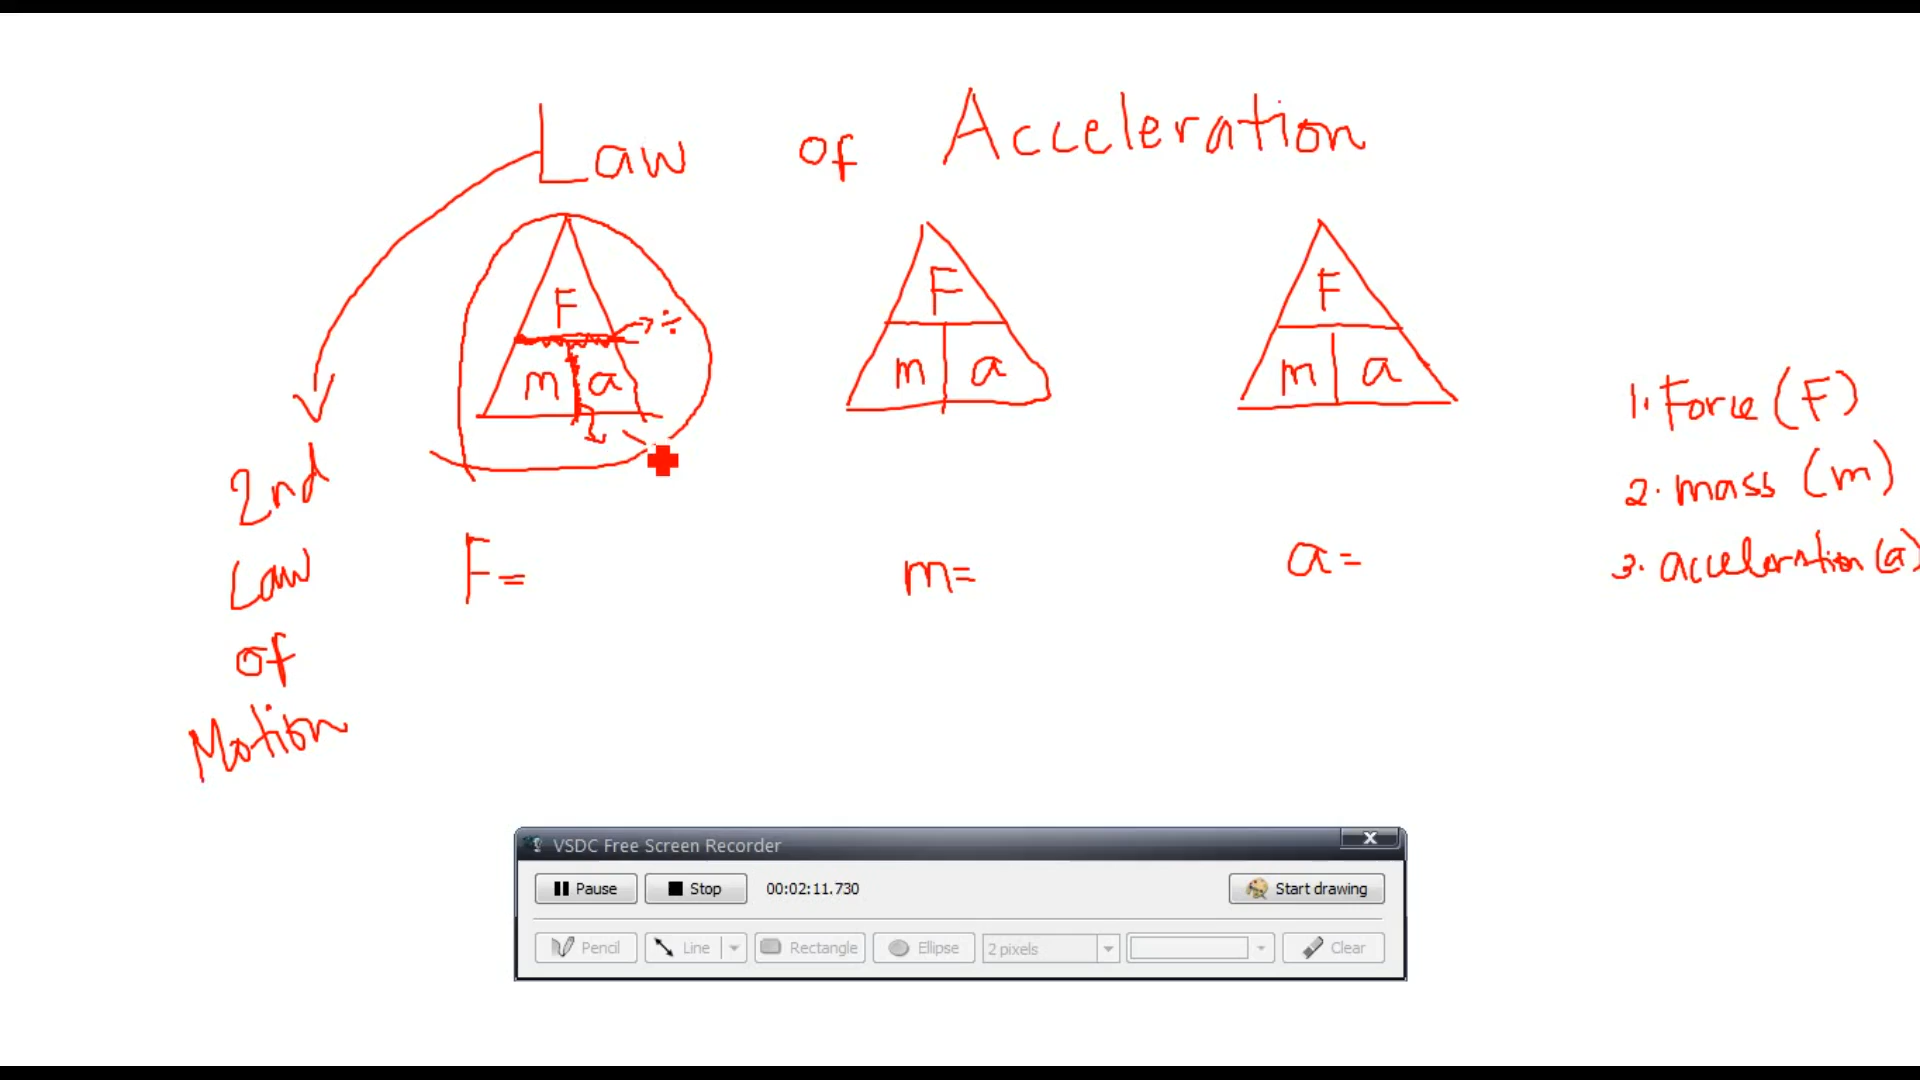 Law of Acceleration
F
÷
m a
F
m a
F
m a
1. Force (F)
2. mass (m)
3. acceleration (a)
2nd
Law
of
Motion
F=
m=
a=
VSDC Free Screen Recorder
X
Pause
Stop
00:02:11.730
Start drawing
Pencil
Line
Rectangle
Ellipse
2 pixels
Clear